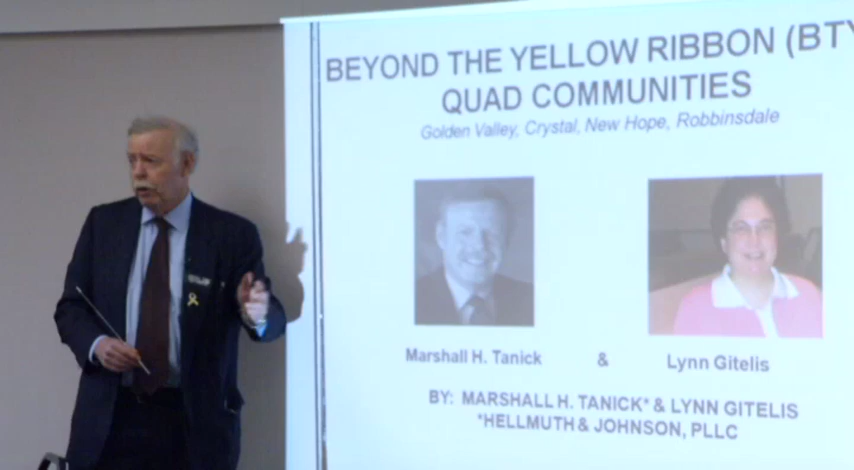 BEYOND THE YELLOW RIBBON (BTY
QUAD COMMUNITIES
Golden Valley, Crystal, New Hope, Robbinsdale
Marshall H. Tanick & Lynn Gitelis
BY: MARSHALL H. TANICK* & LYNN GITELIS
*HELLMUTH & JOHNSON, PLLC